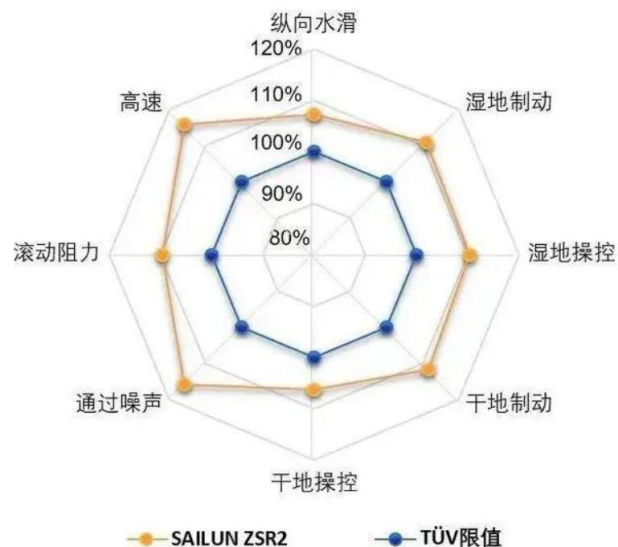 纵向水滑
120%
高速
110%
湿地制动
100%
90%
80%
滚动阻力
湿地操控
通过噪声
干地制动
干地操控
SAILUN ZSR2
TÜV限值